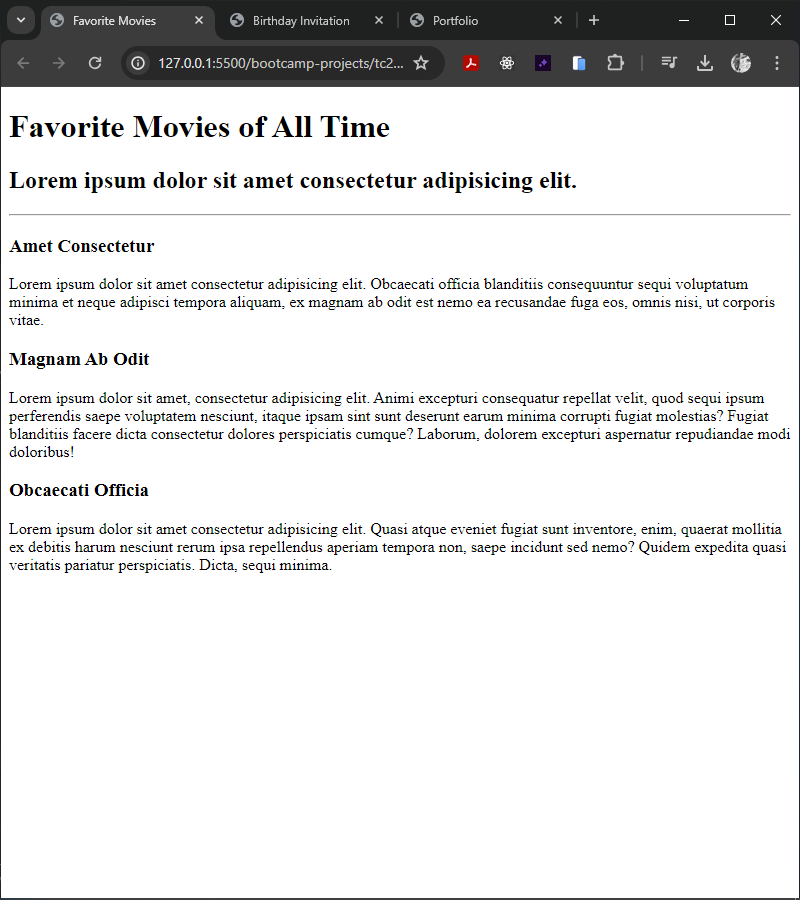 Favorite Movies
Birthday Invitation
Portfolio
127.0.0.1:5500/bootcamp-projects/tc2...
Favorite Movies of All Time
Lorem ipsum dolor sit amet consectetur adipisicing elit.
Amet Consectetur
Lorem ipsum dolor sit amet consectetur adipisicing elit. Obcaecati officia blanditiis consequuntur sequi voluptatum
minima et neque adipisci tempora aliquam, ex magnam ab odit est nemo ea recusandae fuga eos, omnis nisi, ut corporis
vitae.
Magnam Ab Odit
Lorem ipsum dolor sit amet, consectetur adipisicing elit. Animi excepturi consequatur repellat velit, quod sequi ipsum
perferendis saepe voluptatem nesciunt, itaque ipsam sint sunt deserunt earum minima corrupti fugiat molestias? Fugiat
blanditiis facere dicta consectetur dolores perspiciatis cumque? Laborum, dolorem excepturi aspernatur repudiandae modi
doloribus!
Obcaecati Officia
Lorem ipsum dolor sit amet consectetur adipisicing elit. Quasi atque eveniet fugiat sunt inventore, enim, quaerat mollitia
ex debitis harum nesciunt rerum ipsa repellendus aperiam tempora non, saepe incidunt sed nemo? Quidem expedita quasi
veritatis pariatur perspiciatis. Dicta, sequi minima.